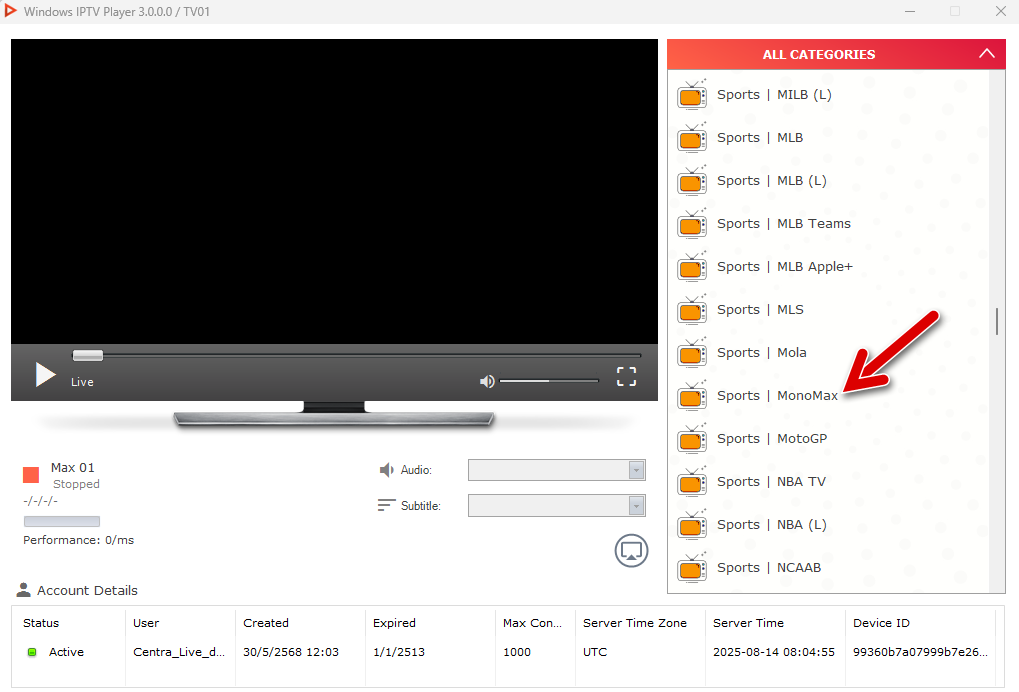 Windows IPTV Player 3.0.0.0 / TV01
ALL CATEGORIES
Sports | MILB (L)
Sports | MLB
Sports | MLB (L)
Sports | MLB Teams
Sports | MLB Apple+
Sports | MLS
Sports | Mola
Sports | MonoMax
Sports | MotoGP
Sports | NBA TV
Sports | NBA (L)
Sports | NCAAB
Live
Max 01
Stopped
-/-/-/-
Performance: 0/ms
Audio:
Subtitle:
Account Details
Status User Created Expired Max Con... Server Time Zone Server Time Device ID
Active Centra_Live_d... 30/5/2568 12:03 1/1/2513 1000 UTC 2025-08-14 08:04:55 99360b7a07999b7e26...